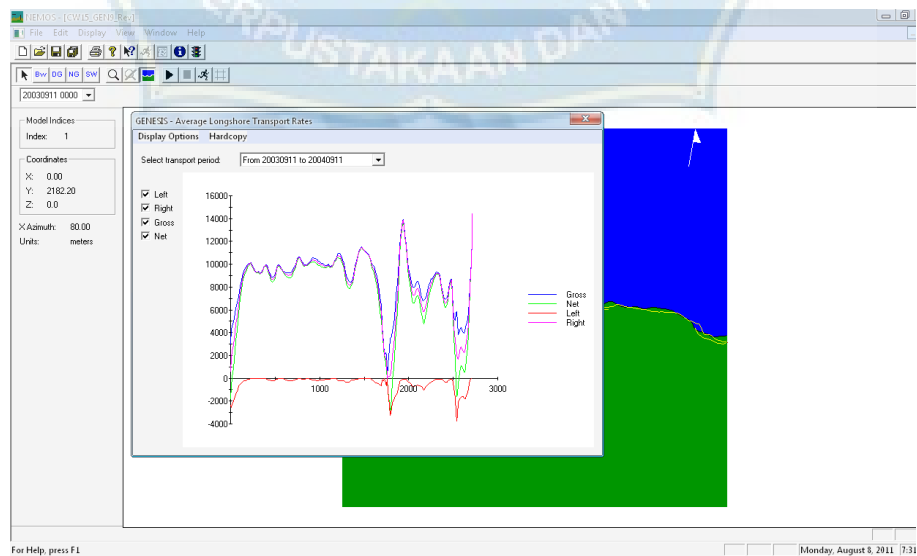 NEMOS - [CW15_GEN9_Rev]
File Edit Display View Window Help
PERPUSTAKAAN DAN
Bw DG NG SW
20030911 0000
Model Indices
Index: 1
Coordinates
X: 0.00
Y: 2182.20
Z: 0.0
X Azimuth: 80.00
Units: meters
GENESIS - Average Longshore Transport Rates
Display Options Hardcopy
Select transport period: From 20030911 to 20040911
Left
Right
Gross
Net
16000
14000
12000
10000
8000
6000
4000
2000
0
-2000
-4000
1000
2000
3000
Gross
Net
Left
Right
For Help, press F1
Monday, August 8, 2011